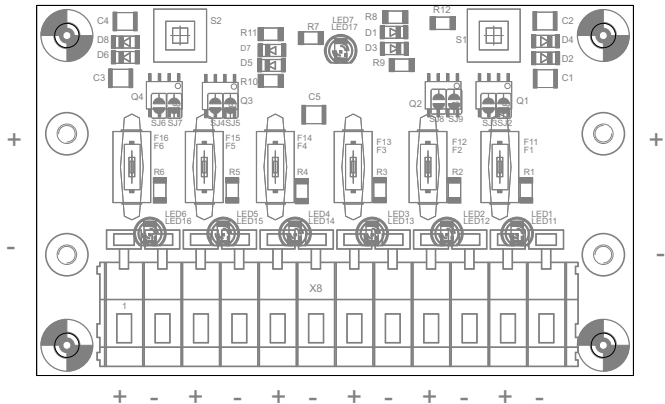 C4
S2
D8
D6
C3
Q4
SJ6 SJ7
R11
D7
D5
R10
Q3
SJ4 SJ5
R7
LED7
LED17
C5
R8
D1
D3
R9
R12
S1
C2
D4
D2
C1
Q2
SJ8 SJ9
Q1
SJ3 SJ2
+
+
F16
F6
F15
F5
F14
F4
F13
F3
F12
F2
F11
F1
R6
R5
R4
R3
R2
R1
LED6
LED16
LED5
LED15
LED4
LED14
LED3
LED13
LED2
LED12
LED1
LED11
-
-
X8
1
+ - + - + - + - + - + -